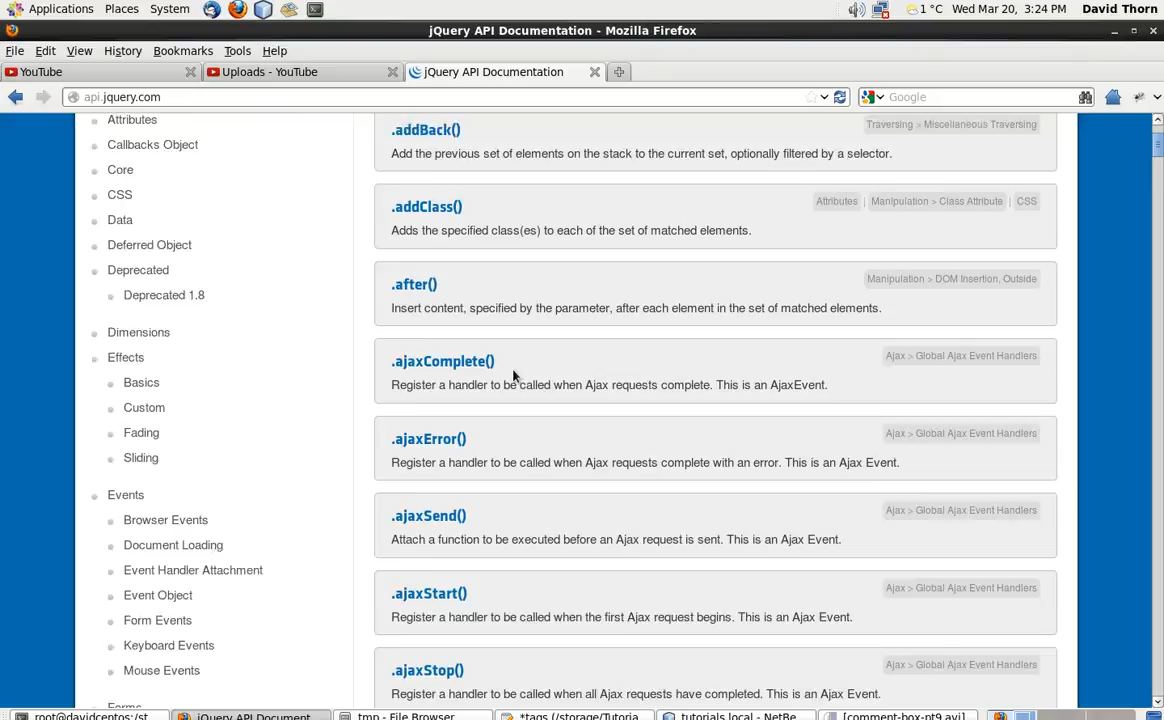 Applications Places System 1 °C Wed Mar 20, 3:24 PM David Thorn
jQuery API Documentation - Mozilla Firefox
File Edit View History Bookmarks Tools Help
YouTube Uploads - YouTube jQuery API Documentation
api.jquery.com Google
Attributes
Callbacks Object
Core
CSS
Data
Deferred Object
Deprecated
Deprecated 1.8
Dimensions
Effects
Basics
Custom
Fading
Sliding
Events
Browser Events
Document Loading
Event Handler Attachment
Event Object
Form Events
Keyboard Events
Mouse Events
Forms
.addBack() Traversing > Miscellaneous Traversing
Add the previous set of elements on the stack to the current set, optionally filtered by a selector.
.addClass() Attributes | Manipulation > Class Attribute | CSS
Adds the specified class(es) to each of the set of matched elements.
.after() Manipulation > DOM Insertion, Outside
Insert content, specified by the parameter, after each element in the set of matched elements.
.ajaxComplete() Ajax > Global Ajax Event Handlers
Register a handler to be called when Ajax requests complete. This is an AjaxEvent.
.ajaxError() Ajax > Global Ajax Event Handlers
Register a handler to be called when Ajax requests complete with an error. This is an Ajax Event.
.ajaxSend() Ajax > Global Ajax Event Handlers
Attach a function to be executed before an Ajax request is sent. This is an Ajax Event.
.ajaxStart() Ajax > Global Ajax Event Handlers
Register a handler to be called when the first Ajax request begins. This is an Ajax Event.
.ajaxStop() Ajax > Global Ajax Event Handlers
Register a handler to be called when all Ajax requests have completed. This is an Ajax Event.
root@davidcentos:/st jQuery API Document tmp - File Browser *tags (/storage/Tutoria tutorials.local - NetBe [comment-box-pt9.avi]